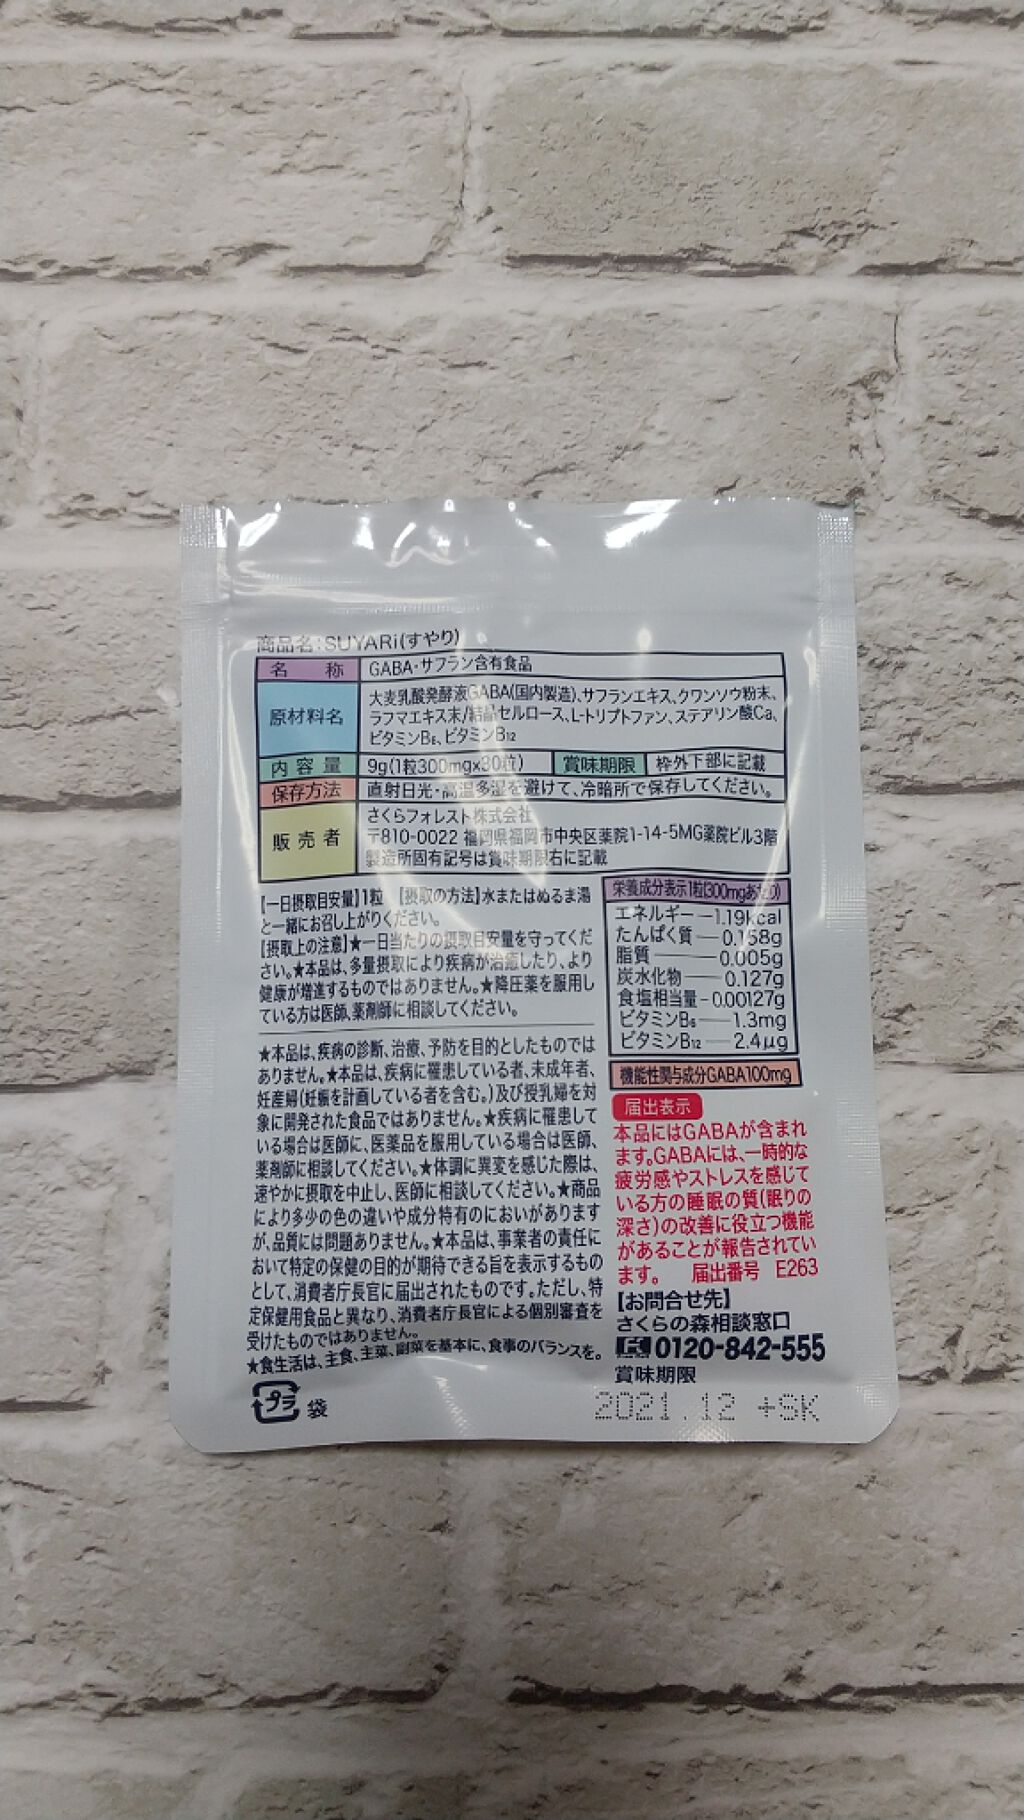 商品名:SUYARi(すやり)
名 称 GABA・サフラン含有食品
原材料名 大麦乳酸発酵液GABA(国内製造)、サフランエキス、クワンソウ粉末、
ラフマエキス末/結晶セルロース、L-トリプトファン、ステアリン酸Ca、
ビタミンB₆、ビタミンB₁₂
内容量 9g(1粒300mg×30粒) 賞味期限 枠外下部に記載
保存方法 直射日光・高温多湿を避けて、冷暗所で保存してください。
販売者 さくらフォレスト株式会社
〒810-0022 福岡県福岡市中央区薬院1-14-5MG薬院ビル3階
製造所固有記号は賞味期限右に記載
【一日摂取目安量】1粒 【摂取の方法】水またはぬるま湯
と一緒にお召し上がりください。
【摂取上の注意】★一日当たりの摂取目安量を守ってくだ
さい。★本品は、多量摂取により疾病が治癒したり、より
健康が増進するものではありません。★降圧薬を服用し
ている方は医師、薬剤師に相談してください。
★本品は、疾病の診断、治療、予防を目的としたものでは
ありません。★本品は、疾病に罹患している者、未成年者、
妊産婦(妊娠を計画している者を含む。)及び授乳婦を対
象に開発された食品ではありません。★疾病に罹患して
いる場合は医師に、医薬品を服用している場合は医師、
薬剤師に相談してください。★体調に異変を感じた際は、
速やかに摂取を中止し、医師に相談してください。★商品
により多少の色の違いや成分特有のにおいがあります
が、品質には問題ありません。★本品は、事業者の責任に
おいて特定の保健の目的が期待できる旨を表示するもの
として、消費者庁長官に届出されたものです。ただし、特
定保健用食品と異なり、消費者庁長官による個別審査を
受けたものではありません。
★食生活は、主食、主菜、副菜を基本に、食事のバランスを。
プラ 袋
栄養成分表示1粒(300mgあたり)
エネルギー―1.19kcal
たんぱく質―0.158g
脂質―0.005g
炭水化物―0.127g
食塩相当量-0.00127g
ビタミンB₆―1.3mg
ビタミンB₁₂―2.4μg
機能性関与成分GABA100mg
届出表示
本品にはGABAが含まれ
ます。GABAには、一時的な
疲労感やストレスを感じて
いる方の睡眠の質(眠りの
深さ)の改善に役立つ機能
があることが報告されてい
ます。 届出番号 E263
【お問合せ先】
さくらの森相談窓口
0120-842-555
賞味期限
2021.12 +SK